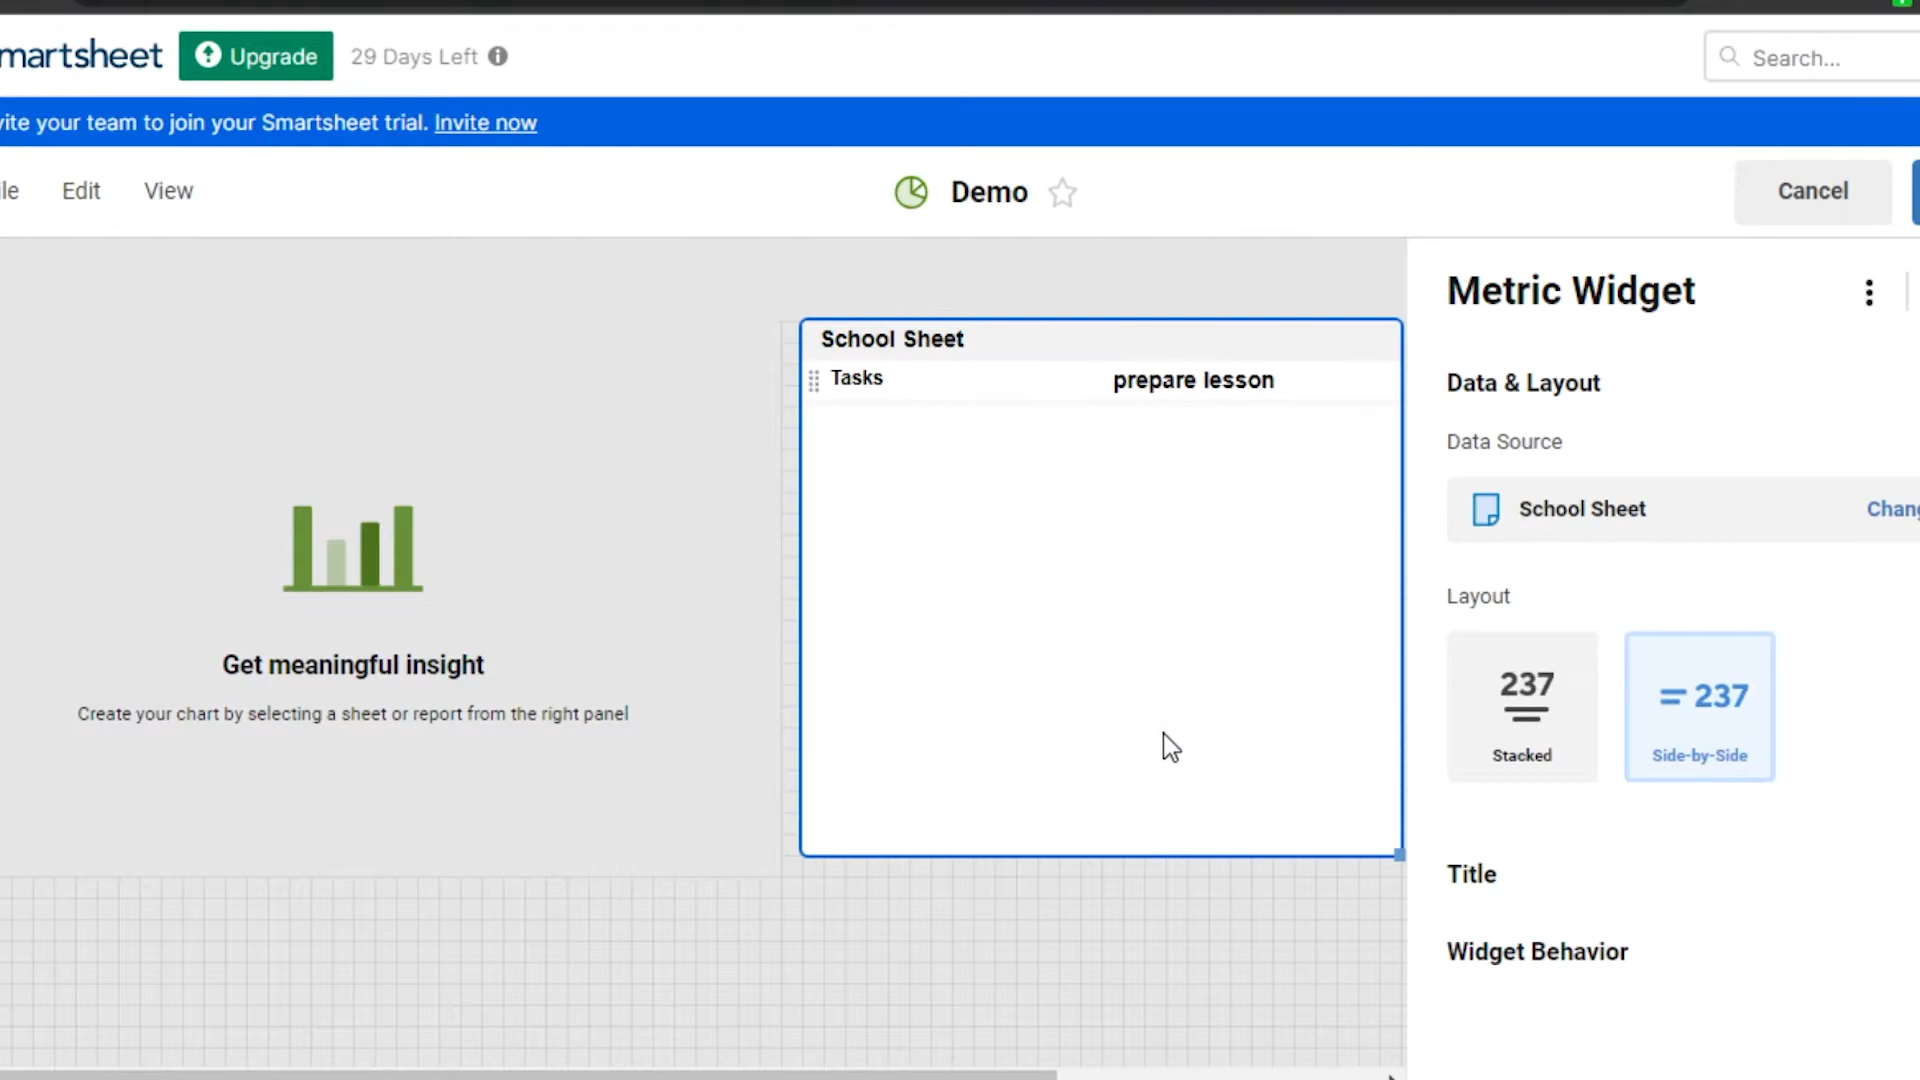 martsheet
Upgrade
29 Days Left
Search...
vite your team to join your Smartsheet trial. Invite now
ile
Edit
View
Demo
Cancel
School Sheet
Tasks
prepare lesson
Get meaningful insight
Create your chart by selecting a sheet or report from the right panel
Metric Widget
Data & Layout
Data Source
School Sheet
Chang
Layout
237
Stacked
237
Side-by-Side
Title
Widget Behavior